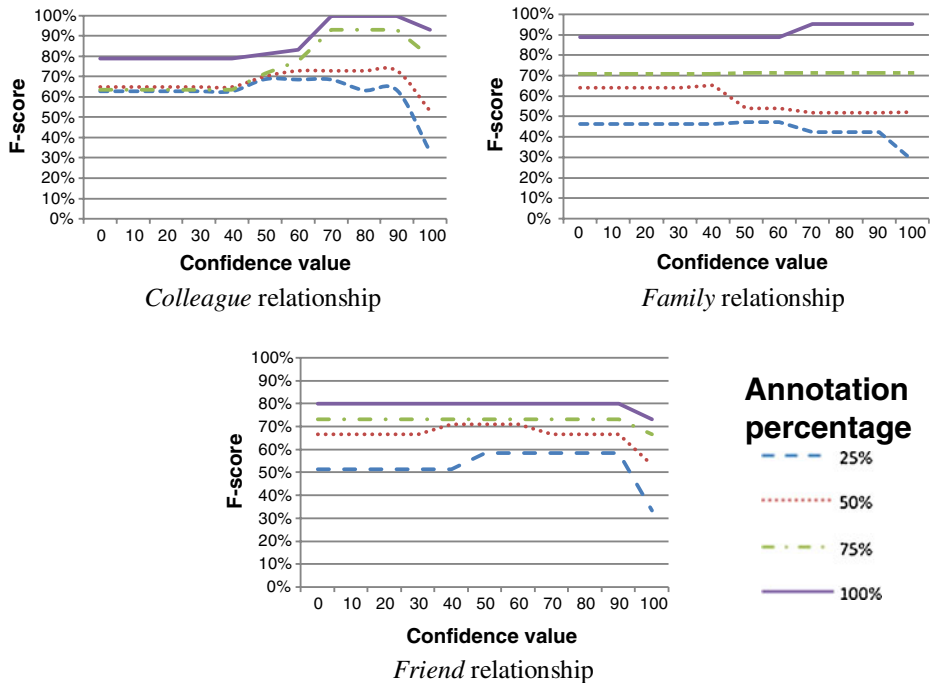 100%
90%
80%
70%
60%
50%
40%
30%
20%
10%
0%
F-score
0 10 20 30 40 50 60 70 80 90 100
Confidence value
Colleague relationship
100%
90%
80%
70%
60%
50%
40%
30%
20%
10%
0%
F-score
0 10 20 30 40 50 60 70 80 90 100
Confidence value
Family relationship
100%
90%
80%
70%
60%
50%
40%
30%
20%
10%
0%
F-score
0 10 20 30 40 50 60 70 80 90 100
Confidence value
Friend relationship
Annotation
percentage
25%
50%
75%
100%